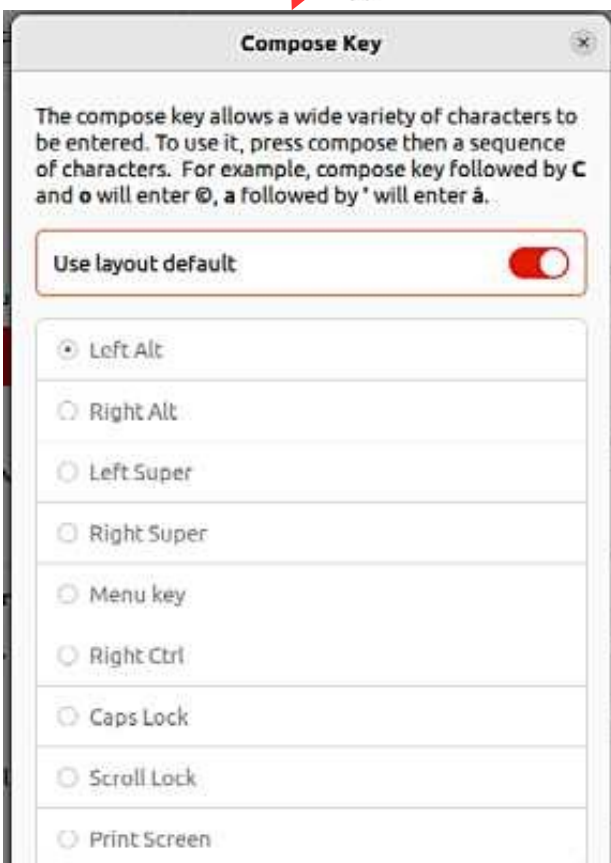 Compose Key
The compose key allows a wide variety of characters to
be entered. To use it, press compose then a sequence
of characters. For example, compose key followed by C
and o will enter ©, a followed by ' will enter á.
Use layout default
Left Alt
Right Alt
Left Super
Right Super
Menu key
Right Ctrl
Caps Lock
Scroll Lock
Print Screen